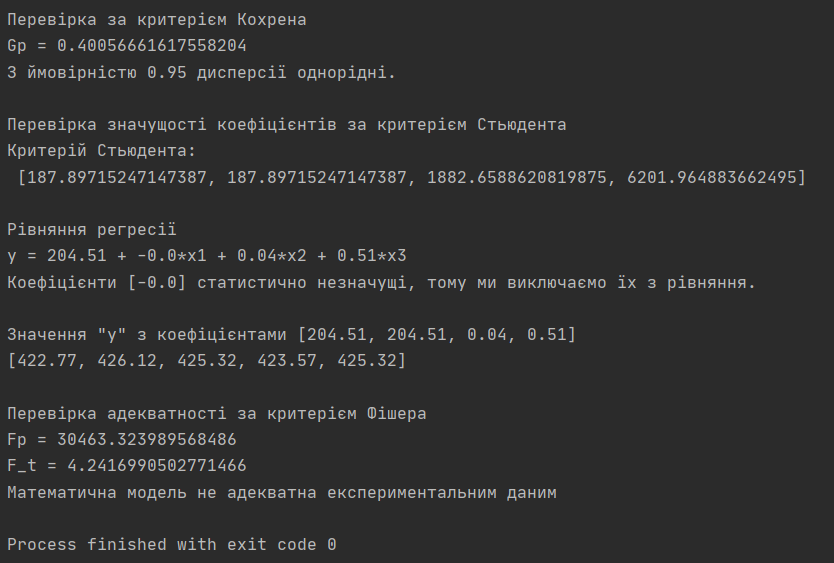 Перевірка за критерієм Кохрена
Gp = 0.40056661617558204
З ймовірністю 0.95 дисперсії однорідні.
Перевірка значущості коефіцієнтів за критерієм Стьюдента
Критерій Стьюдента:
[187.89715247147387, 187.89715247147387, 1882.6588620819875, 6201.964883662495]
Рівняння регресії
y = 204.51 + -0.0*x1 + 0.04*x2 + 0.51*x3
Коефіцієнти [-0.0] статистично незначущі, тому ми виключаємо їх з рівняння.
Значення "y" з коефіцієнтами [204.51, 204.51, 0.04, 0.51]
[422.77, 426.12, 425.32, 423.57, 425.32]
Перевірка адекватності за критерієм Фішера
Fp = 30463.323989568486
F_t = 4.2416990502771466
Математична модель не адекватна експериментальним даним
Process finished with exit code 0